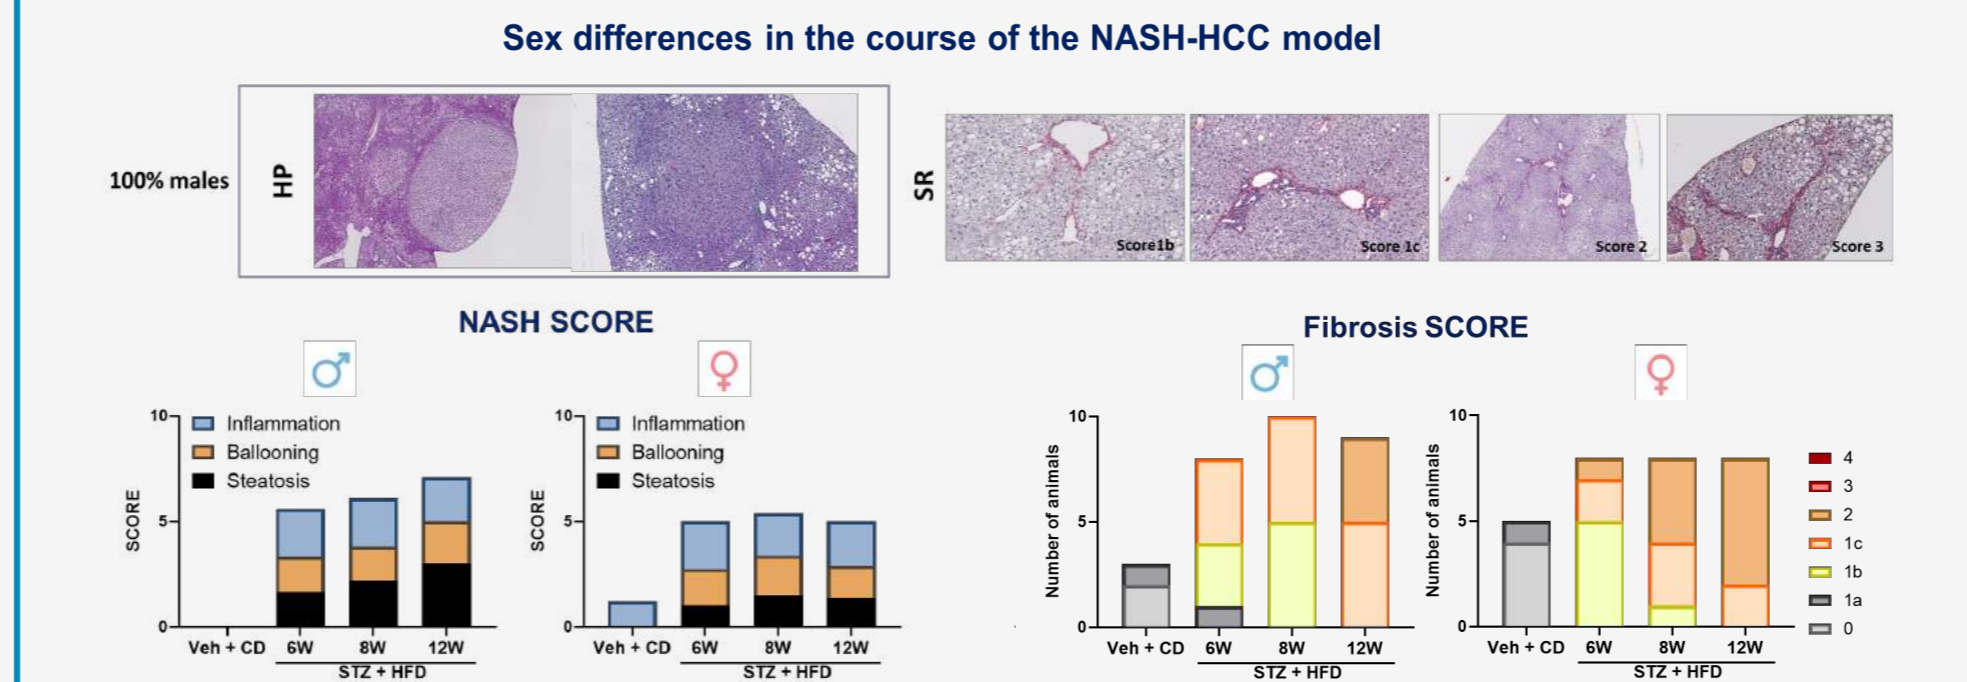 Sex differences in the course of the NASH-HCC model
100% males
HP
SR
Score1b
Score 1c
Score 2
Score 3
NASH SCORE
Fibrosis SCORE
10
5
0
SCORE
Inflammation
Ballooning
Steatosis
Veh + CD 6W 8W 12W
STZ + HFD
10
5
0
SCORE
Inflammation
Ballooning
Steatosis
Veh + CD 6W 8W 12W
STZ + HFD
10
5
0
Number of animals
Veh + CD 6W 8W 12W
STZ + HFD
10
5
0
Number of animals
Veh + CD 6W 8W 12W
STZ + HFD
4
3
2
1c
1b
1a
0